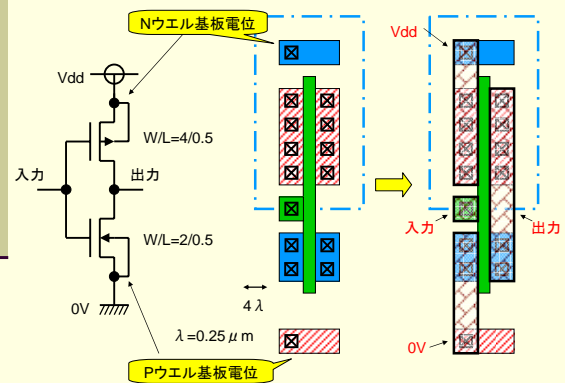 Nウエル基板電位
Vdd
W/L=4/0.5
入力
出力
W/L=2/0.5
0V
λ=0.25μm
Pウエル基板電位
4λ
Vdd
入力
出力
0V